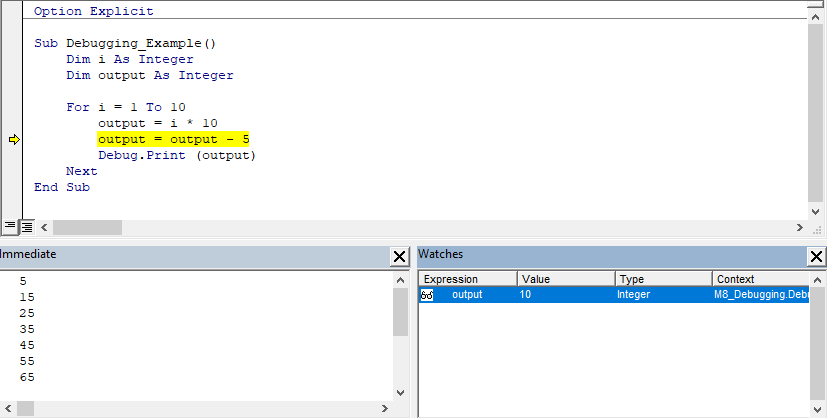 Option Explicit
Sub Debugging_Example()
Dim i As Integer
Dim output As Integer
For i = 1 To 10
output = i * 10
output = output - 5
Debug.Print (output)
Next
End Sub
Immediate
5
15
25
35
45
55
65
Watches
Expression Value Type Context
output 10 Integer M8_Debugging.Debu